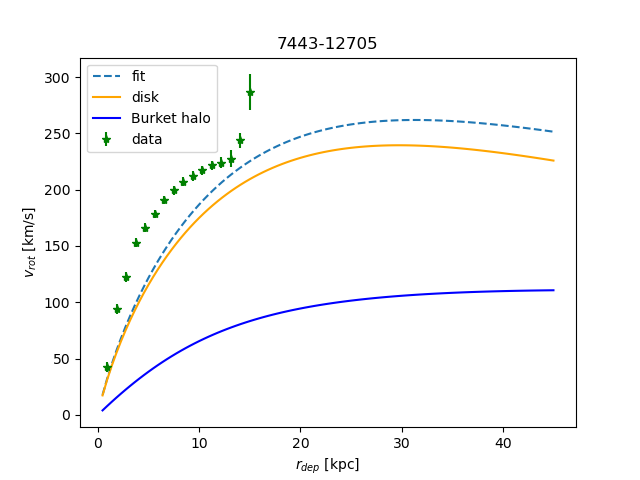 7443-12705
fit
disk
Burket halo
data
300
250
200
150
100
50
0
v_rot [km/s]
0 10 20 30 40
r_dep [kpc]